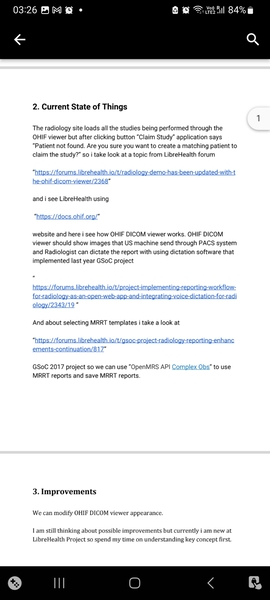 03:26
84%
2. Current State of Things
1
The radiology site loads all the studies being performed through the
OHIF viewer but after clicking button “Claim Study” application says
“Patient not found. Are you sure you want to create a matching patient to
claim the study?” so i take look at a topic from LibreHealth forum
“https://forums.librehealth.io/t/radiology-demo-has-been-updated-with-t
he-ohif-dicom-viewer/2368”
and i see LibreHealth using
“https://docs.ohif.org/”
website and here i see how OHIF DICOM viewer works. OHIF DICOM
viewer should show images that US machine send through PACS system
and Radiologist can dictate the report with using dictation software that
implemented last year GSoC project
“
https://forums.librehealth.io/t/project-implementing-reporting-workflow-
for-radiology-as-an-open-web-app-and-integrating-voice-dictation-for-radi
ology/2343/19 “
And about selecting MRRT templates i take a look at
“https://forums.librehealth.io/t/gsoc-project-radiology-reporting-enhanc
ements-continuation/817”
GSoC 2017 project so we can use “OpenMRS API Complex Obs” to use
MRRT reports and save MRRT reports.
3. Improvements
We can modify OHIF DICOM viewer appearance.
I am still thinking about possible improvements but currently i am new at
LibreHealth Project so spend my time on understanding key concept first.